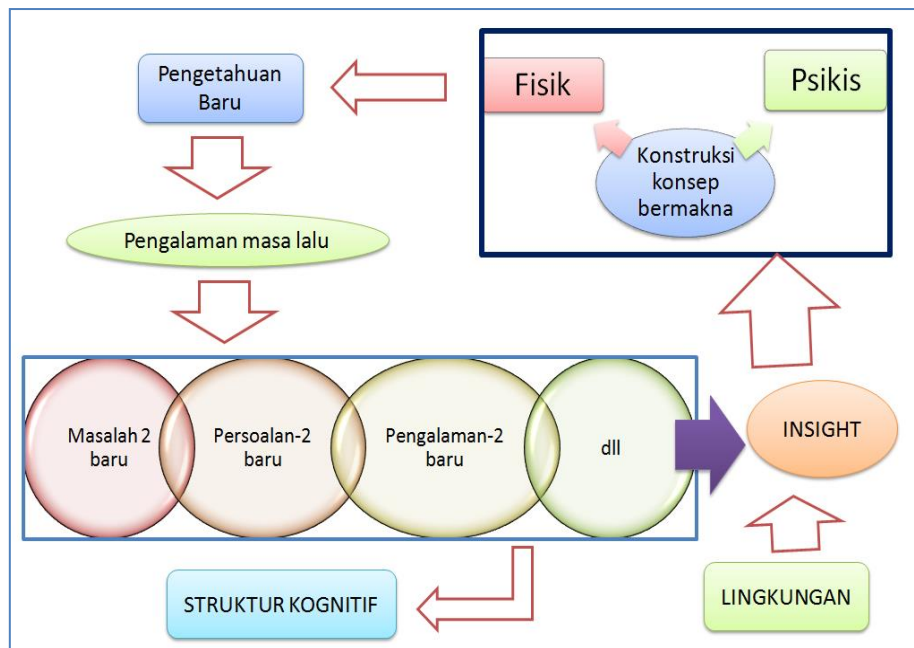 Pengetahuan
Baru
Fisik
Psikis
Konstruksi
konsep
bermakna
Pengalaman masa lalu
Masalah 2
baru
Persoalan-2
baru
Pengalaman-2
baru
dll
INSIGHT
STRUKTUR KOGNITIF
LINGKUNGAN